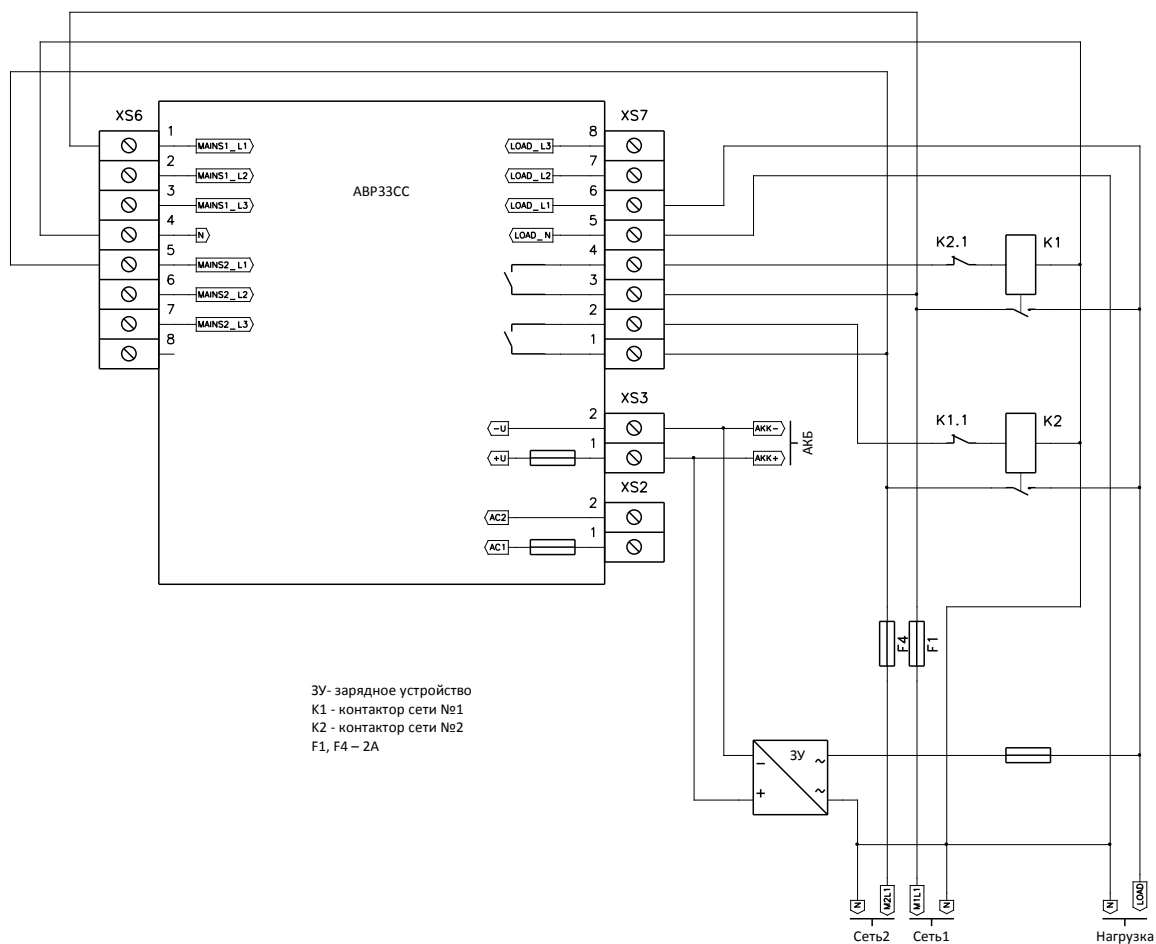 XS6
1
MAINS1_L1
2
MAINS1_L2
3
MAINS1_L3
4
N
5
MAINS2_L1
6
MAINS2_L2
7
MAINS2_L3
8
АВР33СС
XS7
8
LOAD_L3
7
LOAD_L2
6
LOAD_L1
5
LOAD_N
4
3
2
1
K2.1
K1
K1.1
K2
XS3
2
-U
AKK-
1
+U
AKK+
АКБ
XS2
2
AC2
1
AC1
F4
F1
ЗУ- зарядное устройство
К1 - контактор сети №1
К2 - контактор сети №2
F1, F4 – 2А
ЗУ
~
~
−
+
N
M2L1
M1L1
N
N
LOAD
Сеть2
Сеть1
Нагрузка